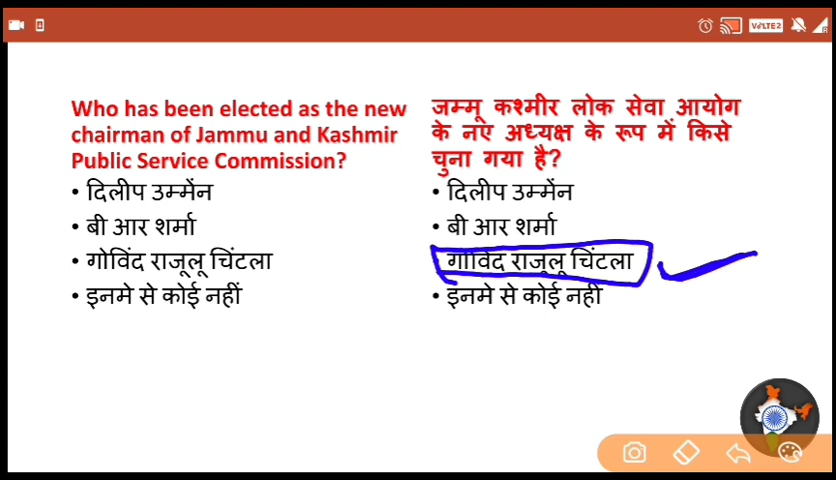 VoLTE2
Who has been elected as the new
chairman of Jammu and Kashmir
Public Service Commission?
• दिलीप उम्मेंन
• बी आर शर्मा
• गोविंद राजूलू चिंटला
• इनमे से कोई नहीं
जम्मू कश्मीर लोक सेवा आयोग
के नए अध्यक्ष के रूप में किसे
चुना गया है?
• दिलीप उम्मेंन
• बी आर शर्मा
गोविंद राजूलू चिंटला
• इनमे से कोई नहीं